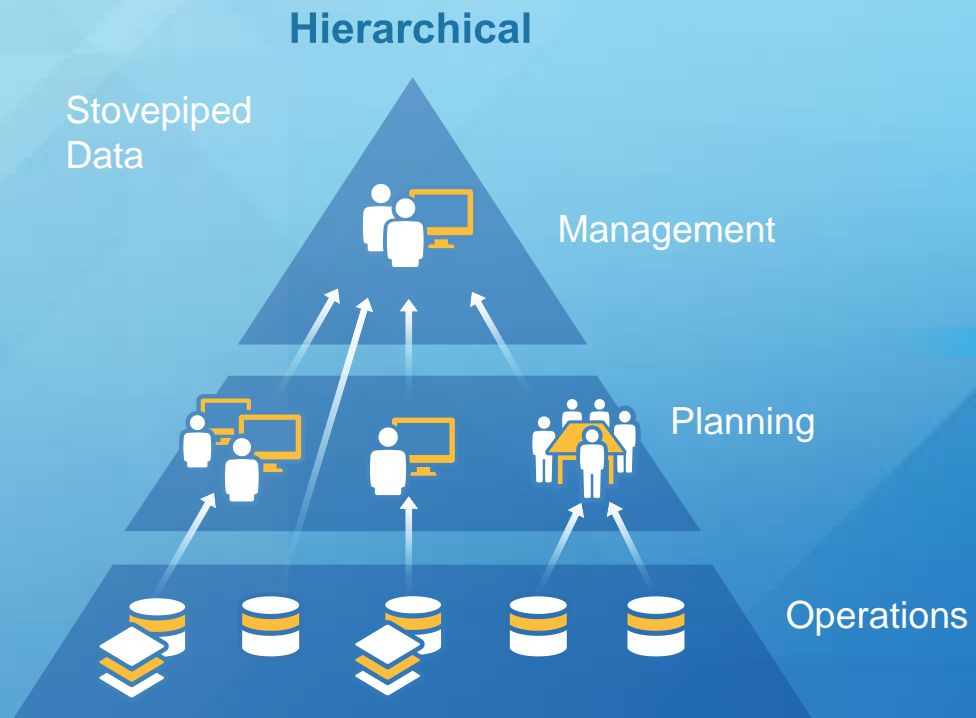 Hierarchical
Stovepiped
Data
Management
Planning
Operations